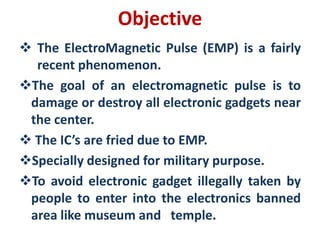 Objective
❖ The ElectroMagnetic Pulse (EMP) is a fairly
recent phenomenon.
❖The goal of an electromagnetic pulse is to
damage or destroy all electronic gadgets near
the center.
❖ The IC’s are fried due to EMP.
❖Specially designed for military purpose.
❖To avoid electronic gadget illegally taken by
people to enter into the electronics banned
area like museum and temple.